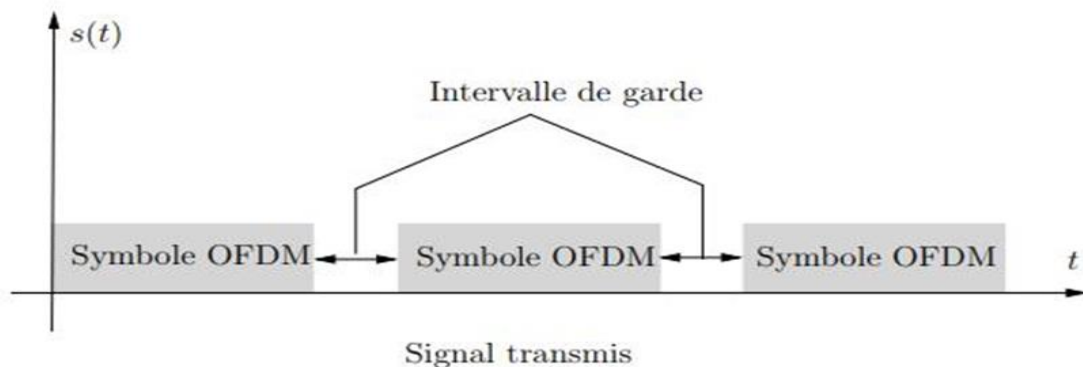 s(t)
Intervalle de garde
Symbole OFDM Symbole OFDM Symbole OFDM t
Signal transmis